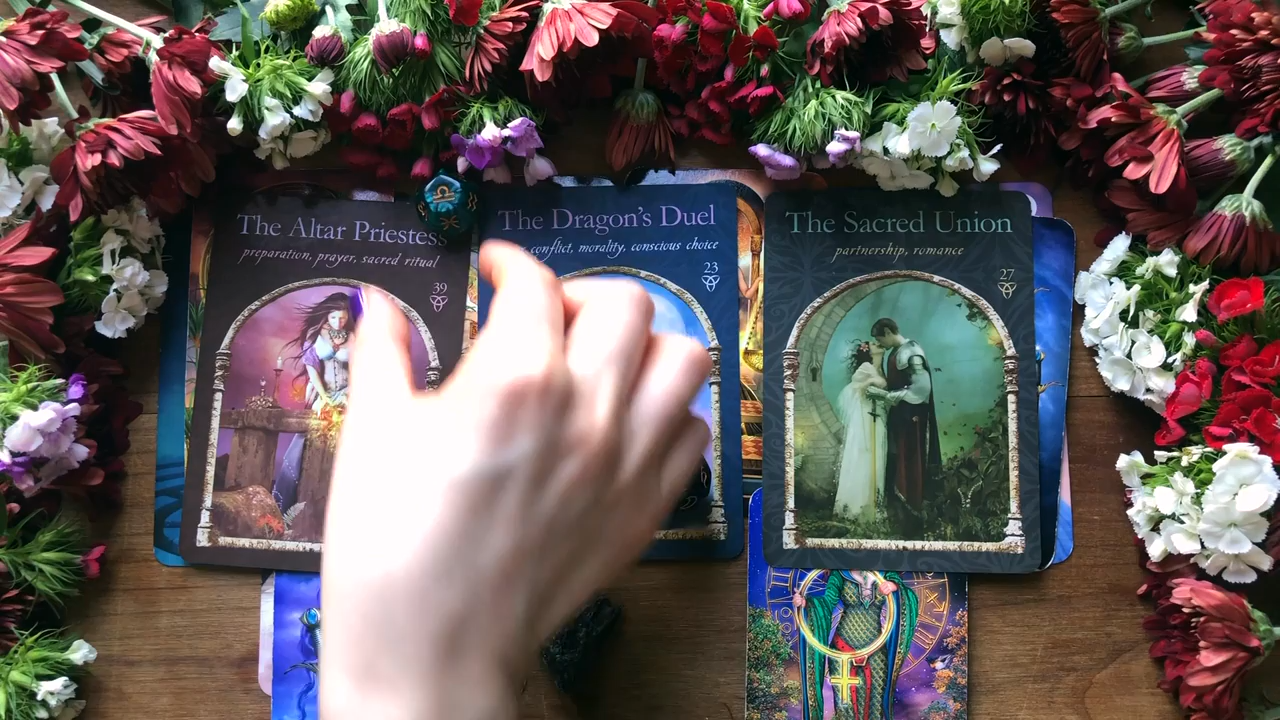 The Altar Priestess
preparation, prayer, sacred ritual
39
The Dragon's Duel
conflict, morality, conscious choice
23
The Sacred Union
partnership, romance
27